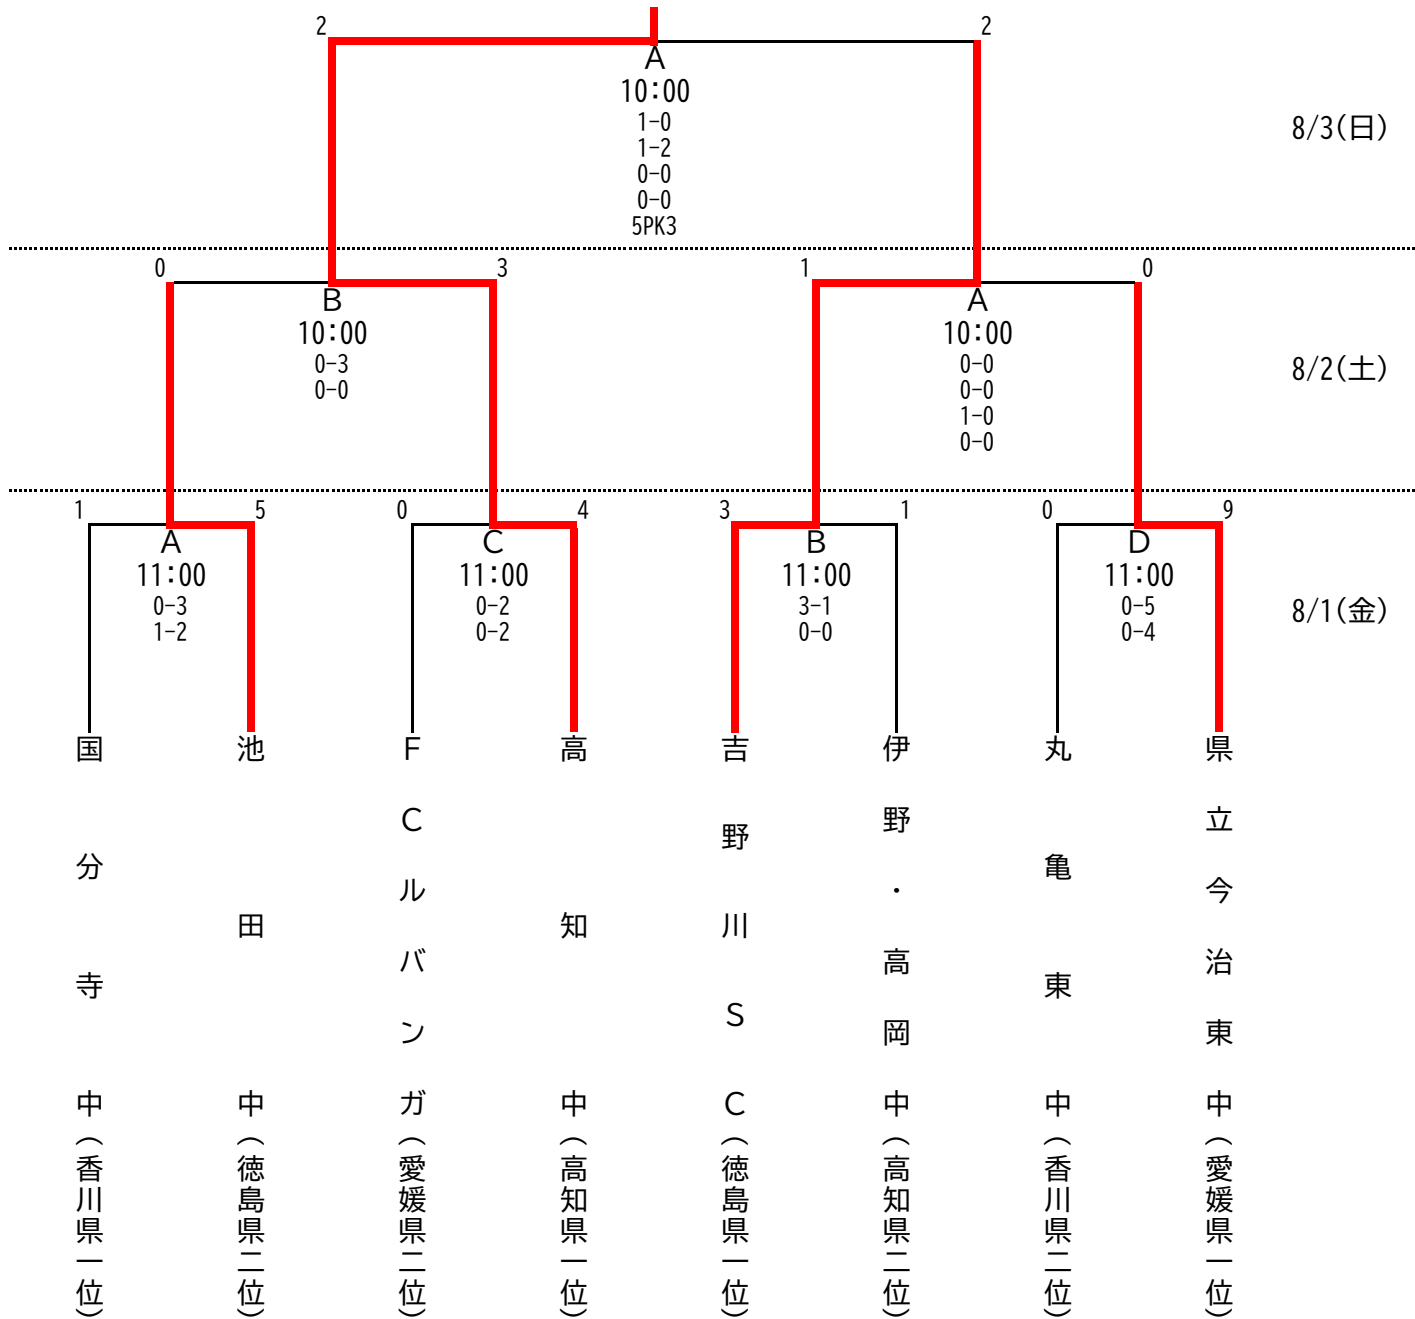 2
2
A
10:00
1-0
1-2
0-0
0-0
5PK3
8/3(日)
0
3
1
0
B
10:00
0-3
0-0
A
10:00
0-0
0-0
1-0
0-0
8/2(土)
1
5
0
4
3
1
0
9
A
11:00
0-3
1-2
C
11:00
0-2
0-2
B
11:00
3-1
0-0
D
11:00
0-5
0-4
8/1(金)
国分寺中(香川県一位)
池田中(徳島県二位)
FCルバンガ(愛媛県二位)
高知中(高知県一位)
吉野川SC(徳島県一位)
伊野・高岡中(高知県二位)
丸亀東中(香川県二位)
県立今治東中(愛媛県一位)